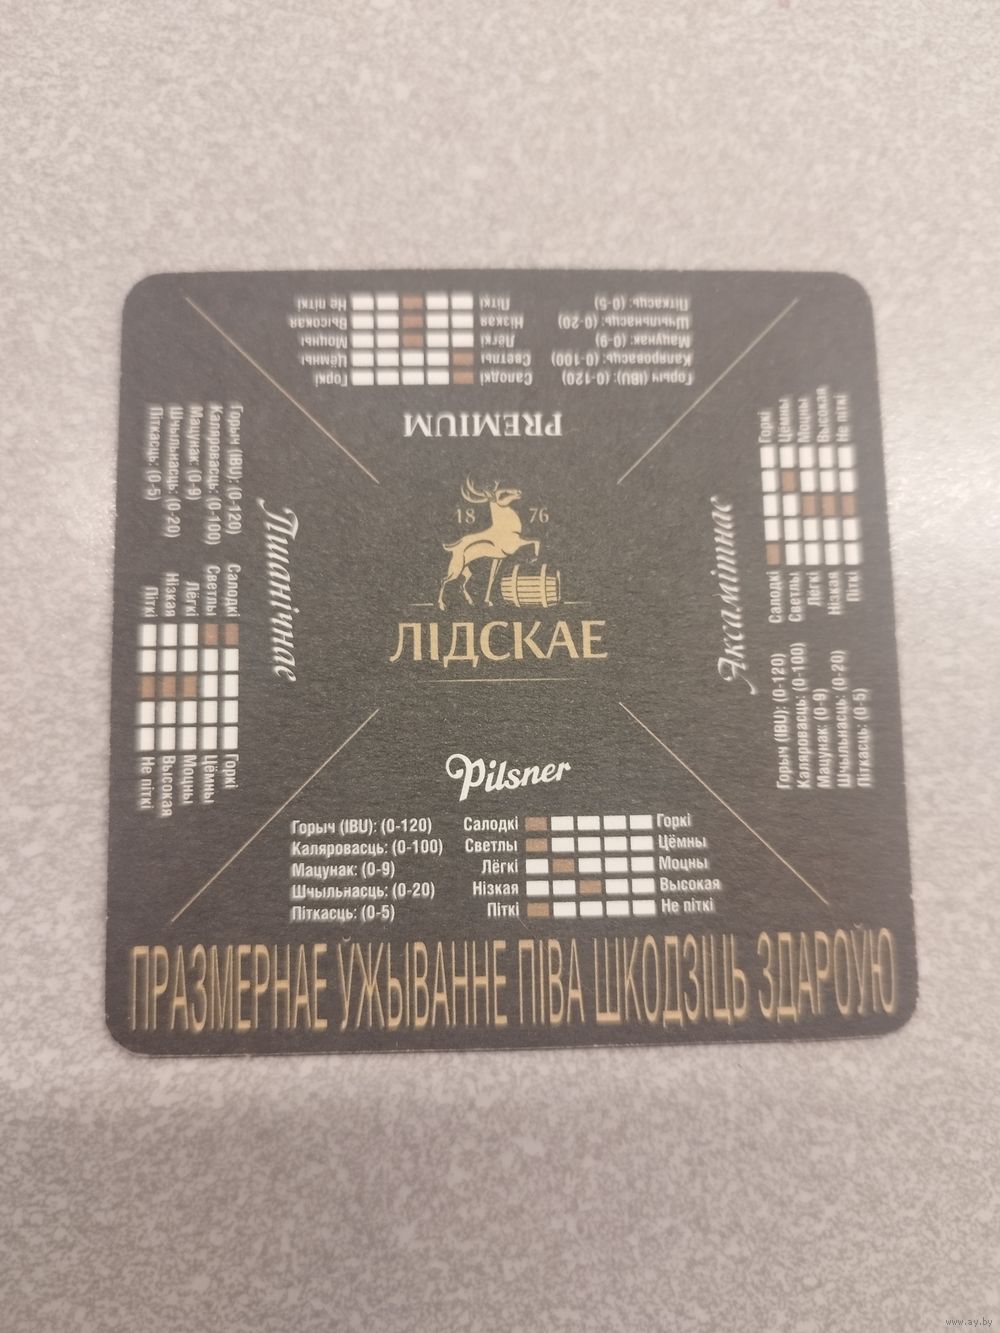 Не піткі Піткі Піткасць: (0-5)
Высокая Нізкая Шчыльнасць: (0-20)
Моцны Лёгкі Мацунак: (0-9)
Цёмны Светлы Каляровасць: (0-100)
Горкі Салодкі Горыч (IBU): (0-120)
PREMIUM
Горыч (IBU): (0-120) Салодкі Горкі
Каляровасць: (0-100) Светлы Цёмны
Мацунак: (0-9) Лёгкі Моцны
Шчыльнасць: (0-20) Нізкая Высокая
Піткасць: (0-5) Піткі Не піткі
Пшанічнае
18 76
ЛІДСКАЕ
Аксамітнае
Горыч (IBU): (0-120) Салодкі Горкі
Каляровасць: (0-100) Светлы Цёмны
Мацунак: (0-9) Лёгкі Моцны
Шчыльнасць: (0-20) Нізкая Высокая
Піткасць: (0-5) Піткі Не піткі
Pilsner
Горыч (IBU): (0-120) Салодкі Горкі
Каляровасць: (0-100) Светлы Цёмны
Мацунак: (0-9) Лёгкі Моцны
Шчыльнасць: (0-20) Нізкая Высокая
Піткасць: (0-5) Піткі Не піткі
ПРАЗМЕРНАЕ ЎЖЫВАННЕ ПІВА ШКОДЗІЦЬ ЗДАРОЎЮ
www.ay.by